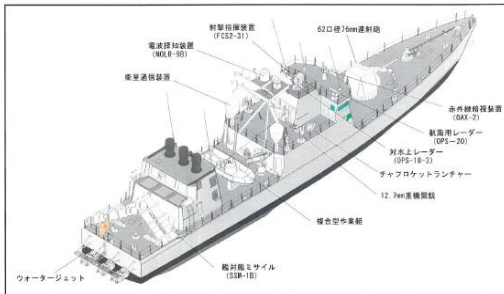 射撃指揮装置
(FCS2-31)
62口径76mm速射砲
電波探知装置
(NOLR-9B)
衛星通信装置
赤外線暗視装置
(OAX-2)
航海用レーダー
(OPS-20)
対水上レーダー
(OPS-18-3)
チャフロケットランチャー
12.7mm重機関銃
複合型作業艇
艦対艦ミサイル
(SSM-1B)
ウォータージェット